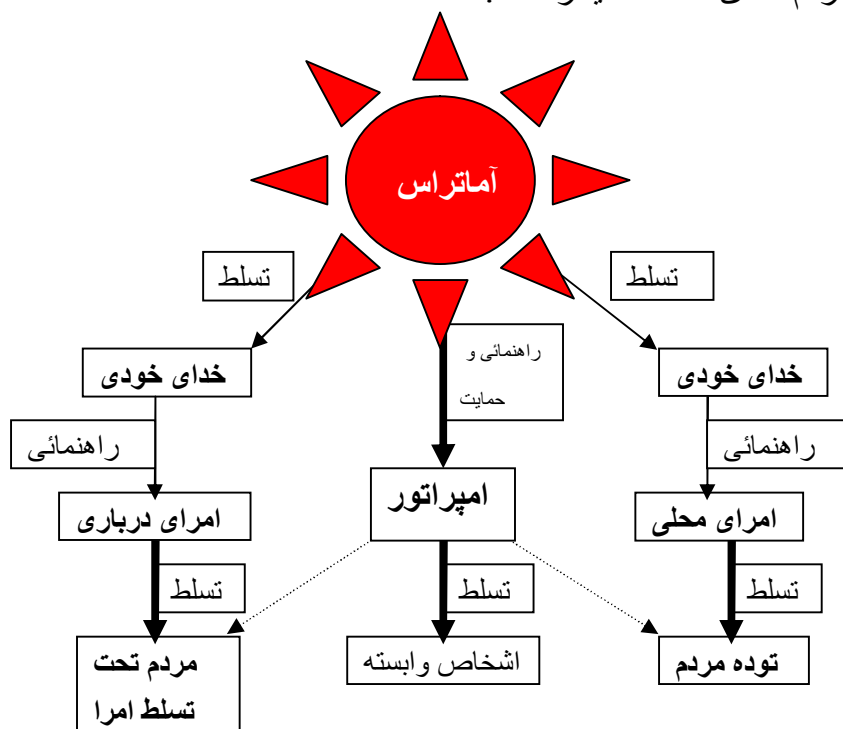 آماتراس
تسلط
تسلط
راهنمائی و
حمایت
خدای خودی
خدای خودی
راهنمائی
راهنمائی
امپراتور
امرای محلی
امرای درباری
تسلط
تسلط
تسلط
توده مردم
اشخاص وابسته
مردم تحت
تسلط امرا